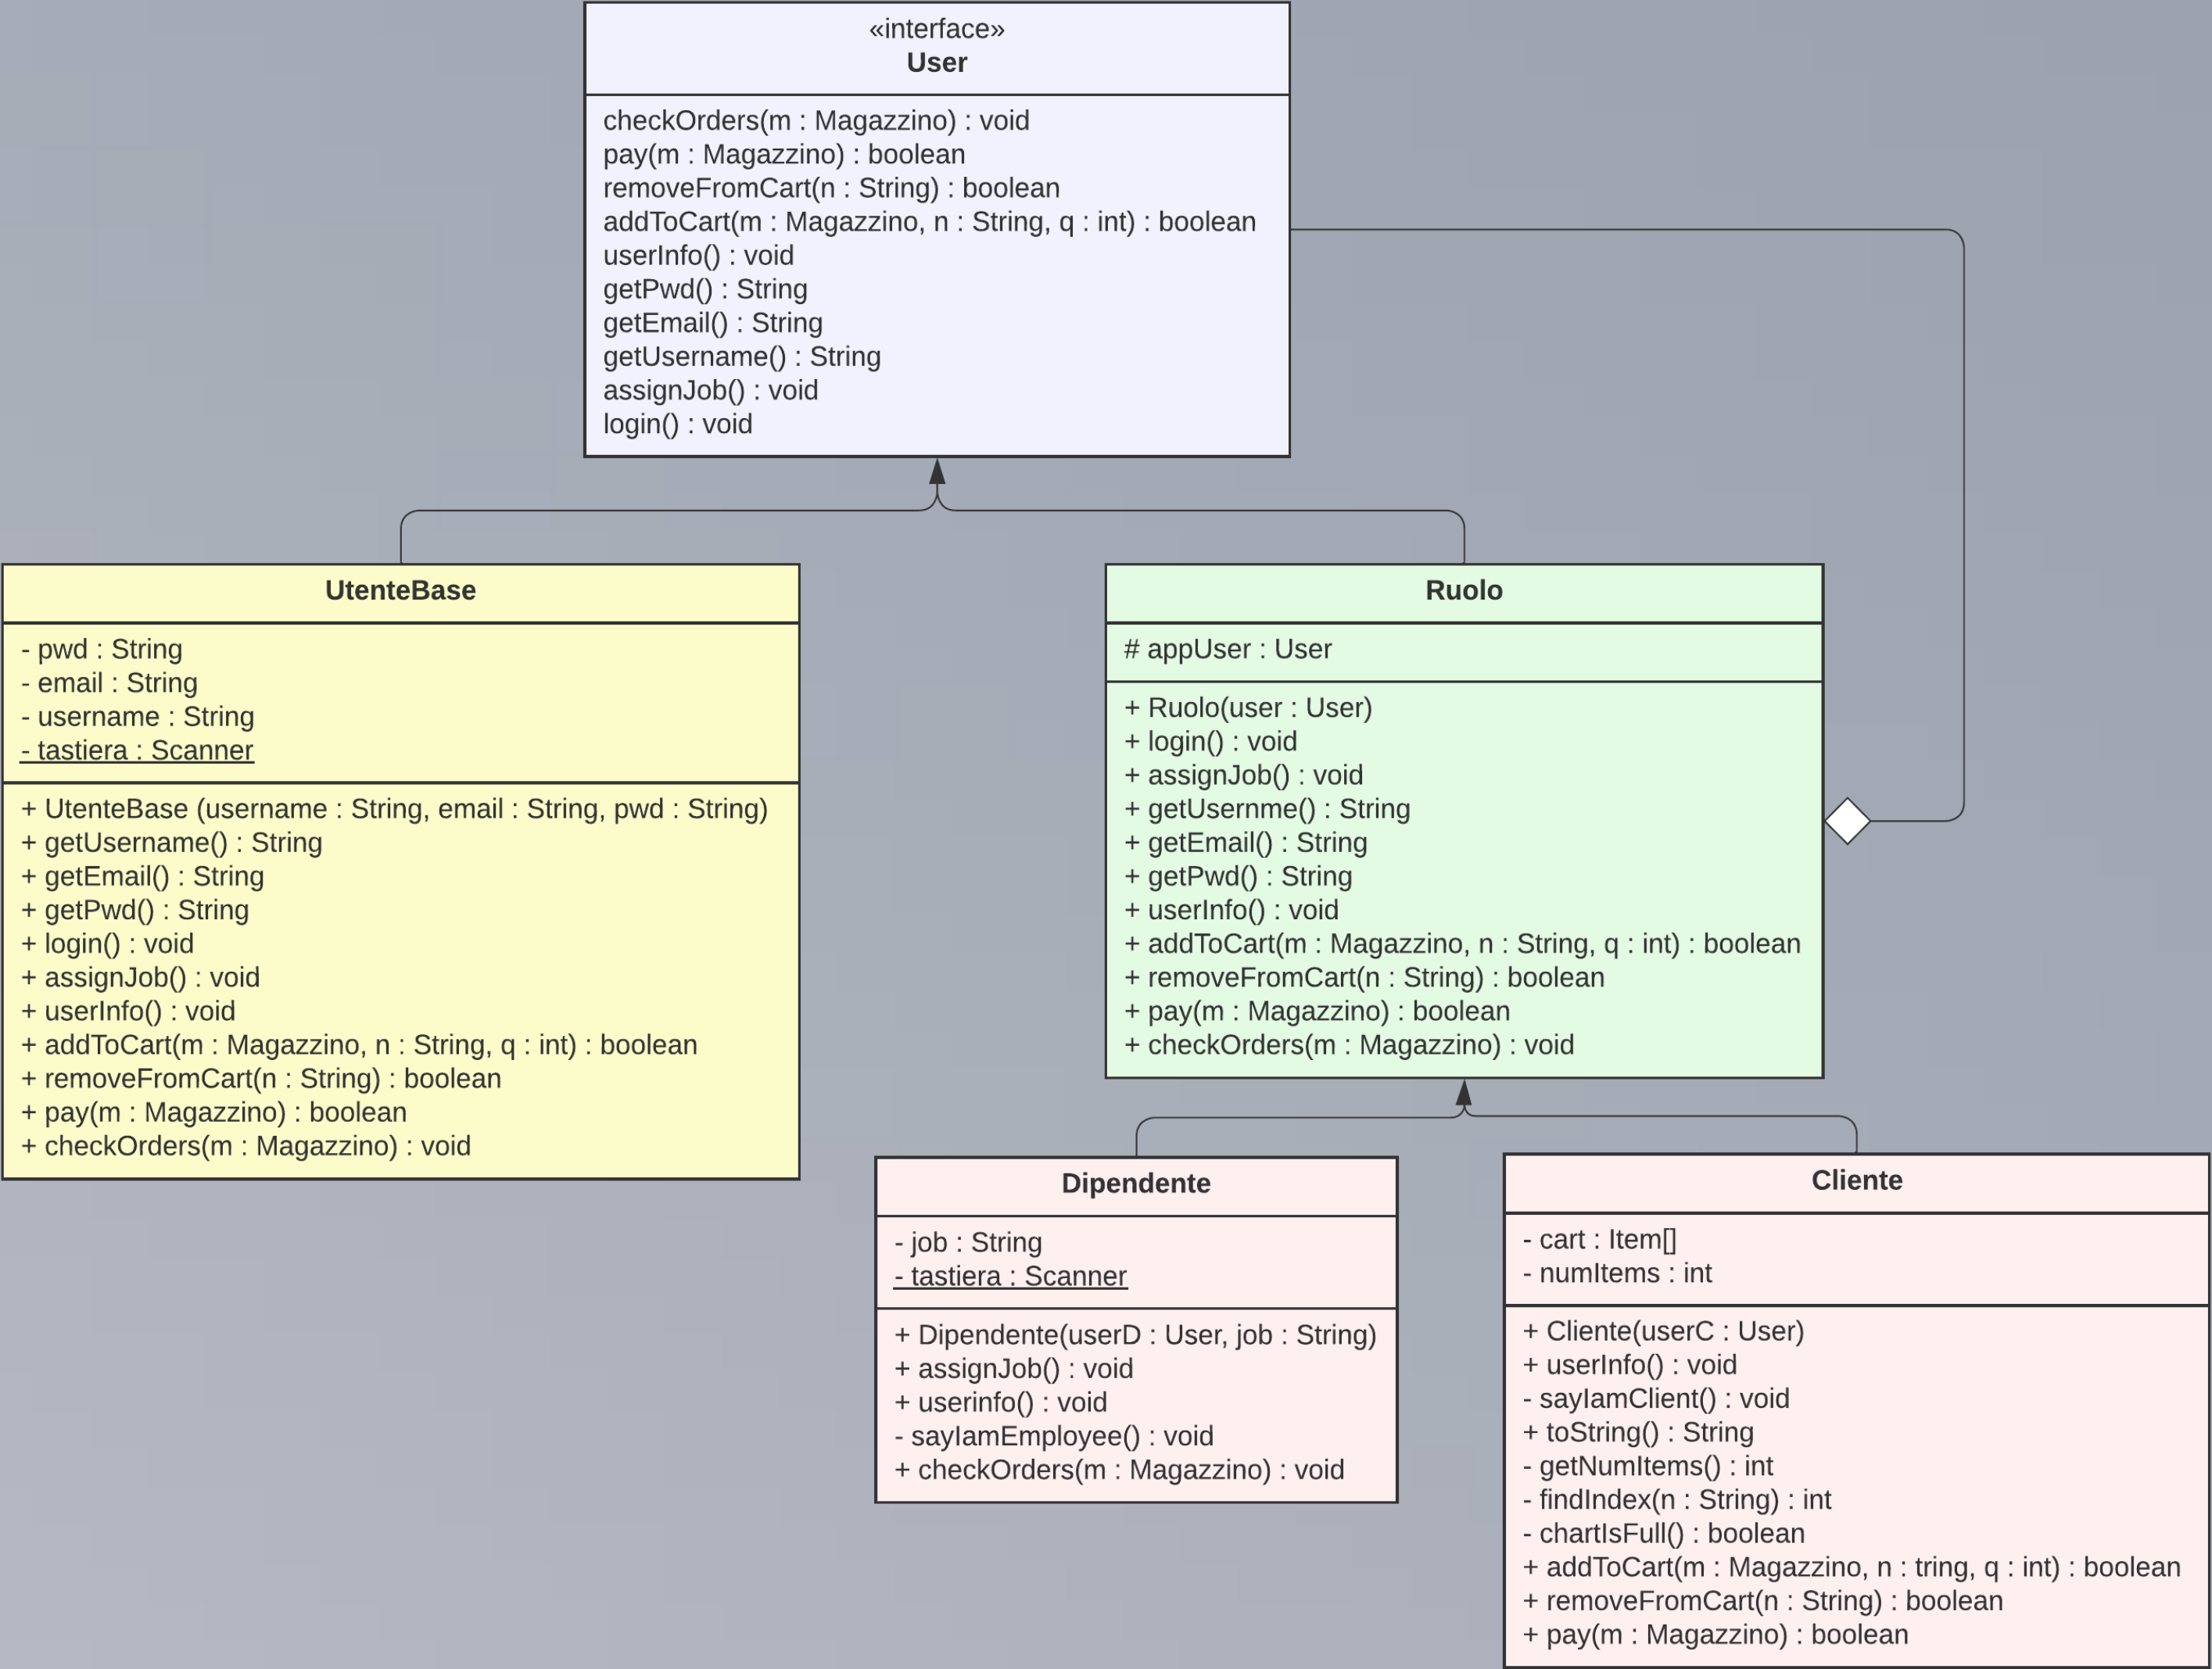 «interface»
User
checkOrders(m : Magazzino) : void
pay(m : Magazzino) : boolean
removeFromCart(n : String) : boolean
addToCart(m : Magazzino, n : String, q : int) : boolean
userInfo() : void
getPwd() : String
getEmail() : String
getUsername() : String
assignJob() : void
login() : void
UtenteBase
- pwd : String
- email : String
- username : String
- tastiera : Scanner
+ UtenteBase (username : String, email : String, pwd : String)
+ getUsername() : String
+ getEmail() : String
+ getPwd() : String
+ login() : void
+ assignJob() : void
+ userInfo() : void
+ addToCart(m : Magazzino, n : String, q : int) : boolean
+ removeFromCart(n : String) : boolean
+ pay(m : Magazzino) : boolean
+ checkOrders(m : Magazzino) : void
Ruolo
# appUser : User
+ Ruolo(user : User)
+ login() : void
+ assignJob() : void
+ getUsernme() : String
+ getEmail() : String
+ getPwd() : String
+ userInfo() : void
+ addToCart(m : Magazzino, n : String, q : int) : boolean
+ removeFromCart(n : String) : boolean
+ pay(m : Magazzino) : boolean
+ checkOrders(m : Magazzino) : void
Dipendente
- job : String
- tastiera : Scanner
+ Dipendente(userD : User, job : String)
+ assignJob() : void
+ userinfo() : void
- sayIamEmployee() : void
+ checkOrders(m : Magazzino) : void
Cliente
- cart : Item[]
- numItems : int
+ Cliente(userC : User)
+ userInfo() : void
- sayIamClient() : void
+ toString() : String
- getNumItems() : int
- findIndex(n : String) : int
- chartIsFull() : boolean
+ addToCart(m : Magazzino, n : tring, q : int) : boolean
+ removeFromCart(n : String) : boolean
+ pay(m : Magazzino) : boolean